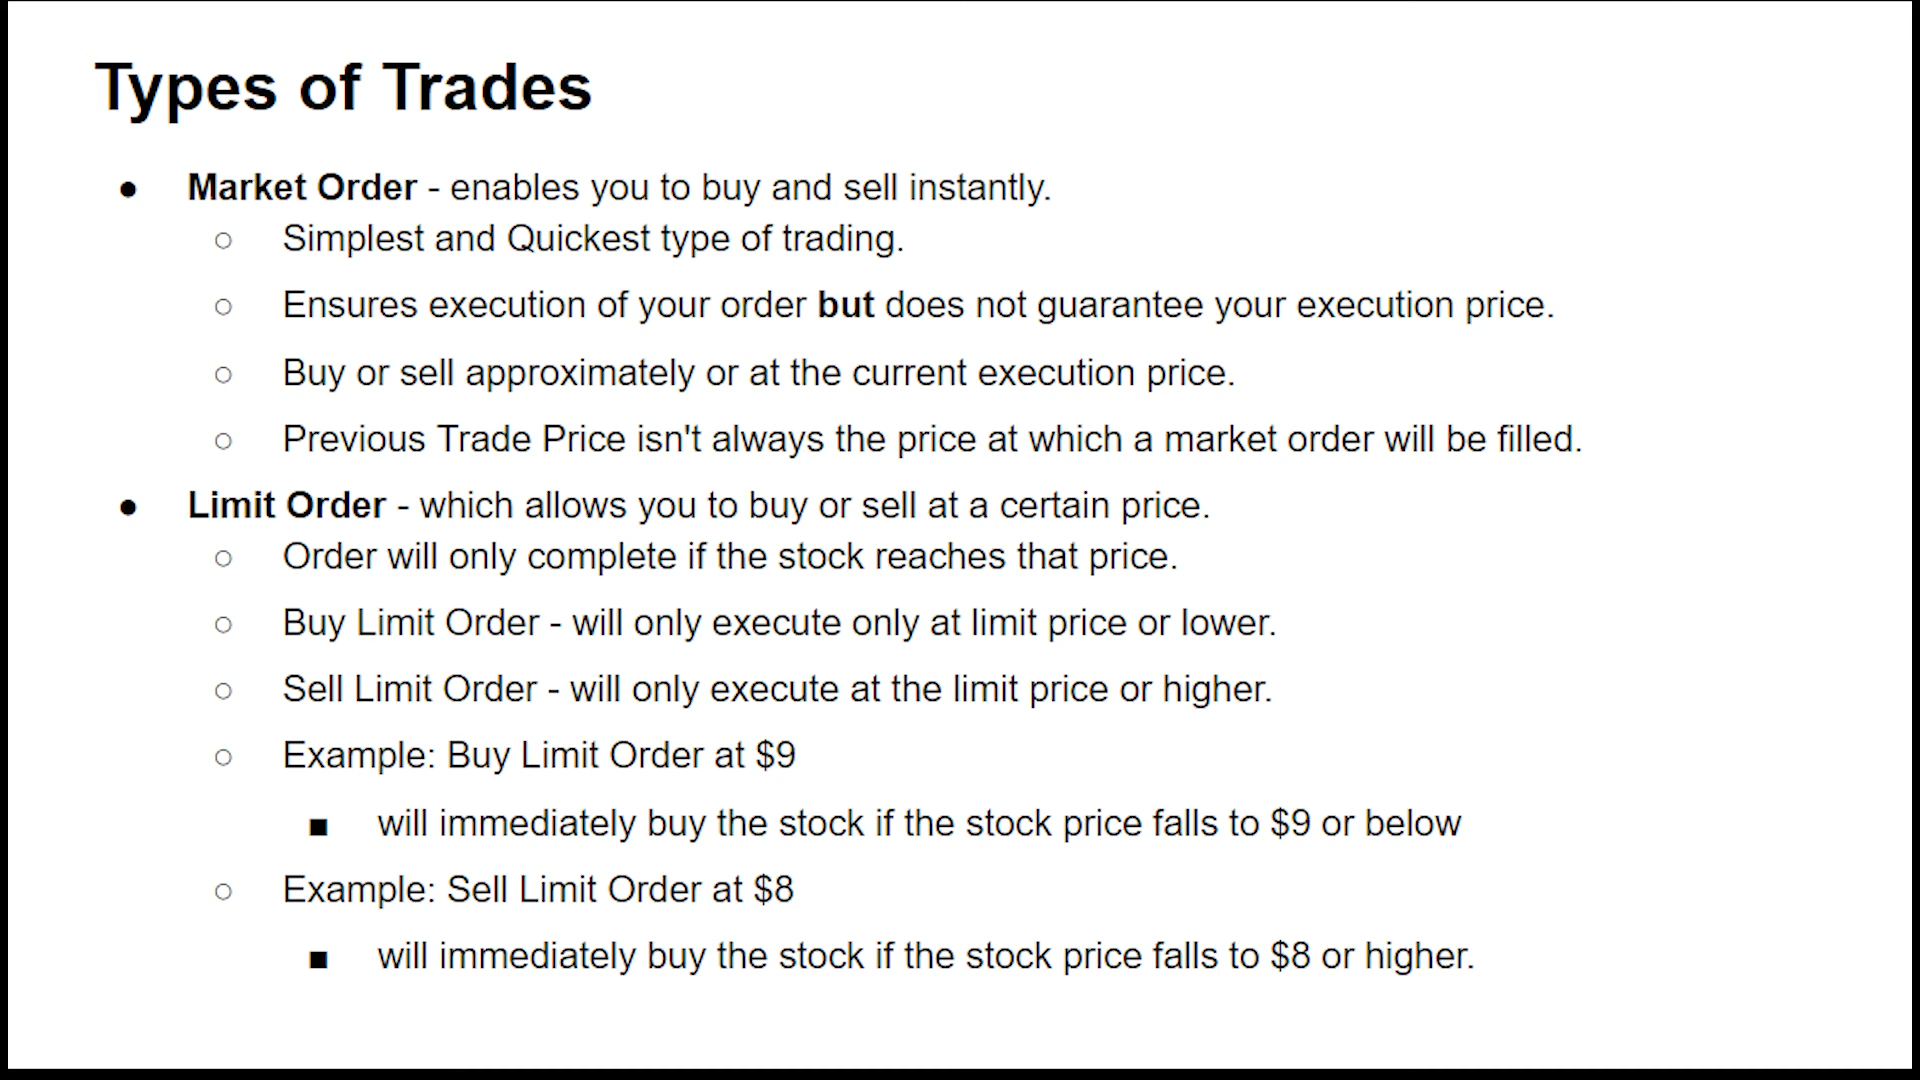 Types of Trades
● Market Order - enables you to buy and sell instantly.
○ Simplest and Quickest type of trading.
○ Ensures execution of your order but does not guarantee your execution price.
○ Buy or sell approximately or at the current execution price.
○ Previous Trade Price isn't always the price at which a market order will be filled.
● Limit Order - which allows you to buy or sell at a certain price.
○ Order will only complete if the stock reaches that price.
○ Buy Limit Order - will only execute only at limit price or lower.
○ Sell Limit Order - will only execute at the limit price or higher.
○ Example: Buy Limit Order at $9
■ will immediately buy the stock if the stock price falls to $9 or below
○ Example: Sell Limit Order at $8
■ will immediately buy the stock if the stock price falls to $8 or higher.